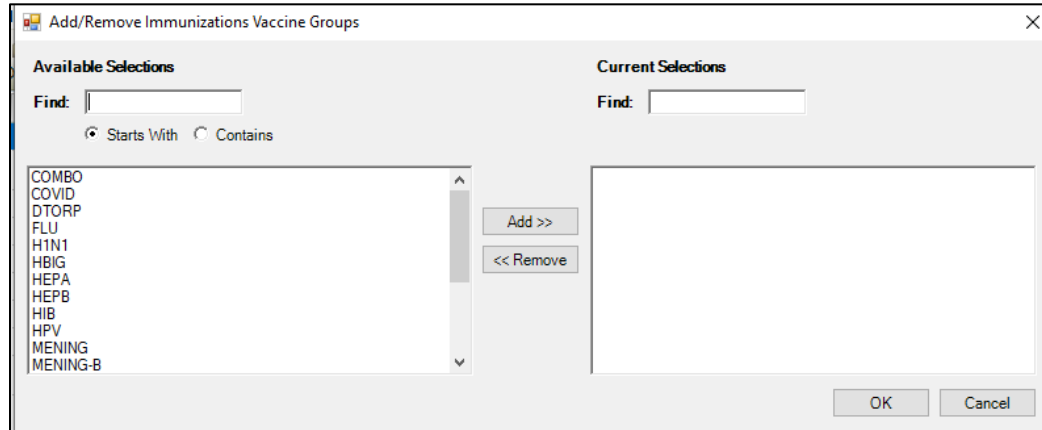 Add/Remove Immunizations Vaccine Groups
Available Selections
Current Selections
Find:
Find:
Starts With
Contains
COMBO
COVID
DTORP
FLU
H1N1
HBIG
HEPA
HEPB
HIB
HPV
MENING
MENING-B
Add >>
<< Remove
OK
Cancel